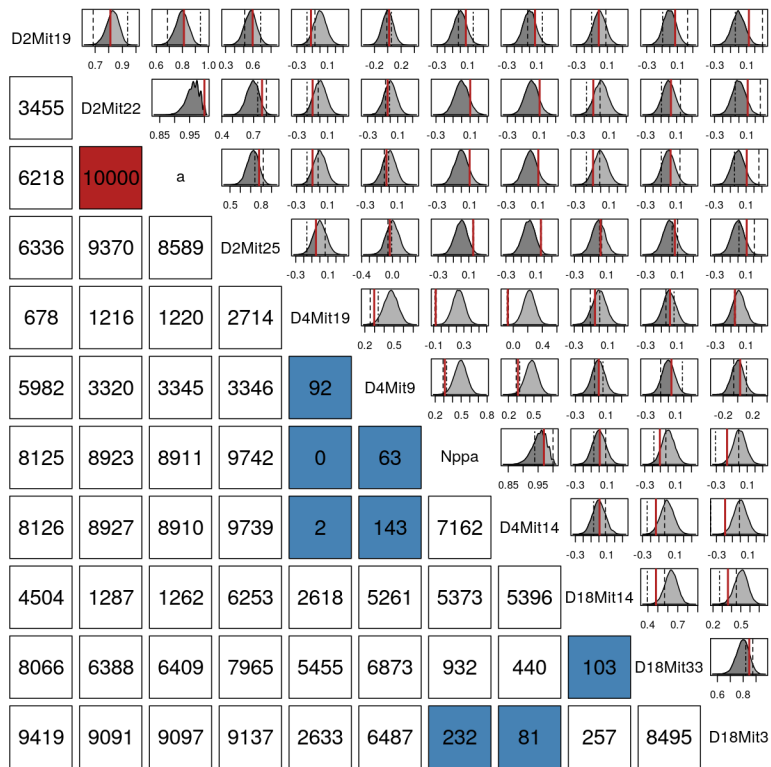 D2Mit19
0.7 0.9 0.6 0.8 1.0 0.3 0.6 -0.3 0.1 -0.2 0.2 -0.3 0.1 -0.3 0.1 -0.3 0.1 -0.3 0.1 -0.3 0.1
3455 D2Mit22
0.85 0.95 0.4 0.7 -0.3 0.1 -0.3 0.1 -0.3 0.1 -0.3 0.1 -0.3 0.1 -0.3 0.1 -0.3 0.1
6218 10000 a
0.5 0.8 -0.3 0.1 -0.3 0.1 -0.3 0.1 -0.3 0.1 -0.3 0.1 -0.3 0.1 -0.3 0.1
6336 9370 8589 D2Mit25
-0.3 0.1 -0.4 0.0 -0.3 0.1 -0.3 0.1 -0.3 0.1 -0.3 0.1 -0.3 0.1
678 1216 1220 2714 D4Mit19
0.2 0.5 -0.1 0.3 0.0 0.4 -0.3 0.1 -0.3 0.1 -0.3 0.1
5982 3320 3345 3346 92 D4Mit9
0.2 0.5 0.8 0.2 0.5 -0.3 0.1 -0.3 0.1 -0.2 0.2
8125 8923 8911 9742 0 63 Nppa
0.85 0.95 -0.3 0.1 -0.3 0.1 -0.3 0.1
8126 8927 8910 9739 2 143 7162 D4Mit14
-0.3 0.1 -0.3 0.1 -0.3 0.1
4504 1287 1262 6253 2618 5261 5373 5396 D18Mit14
0.4 0.7 0.2 0.5
8066 6388 6409 7965 5455 6873 932 440 103 D18Mit33
0.6 0.8
9419 9091 9097 9137 2633 6487 232 81 257 8495 D18Mit3